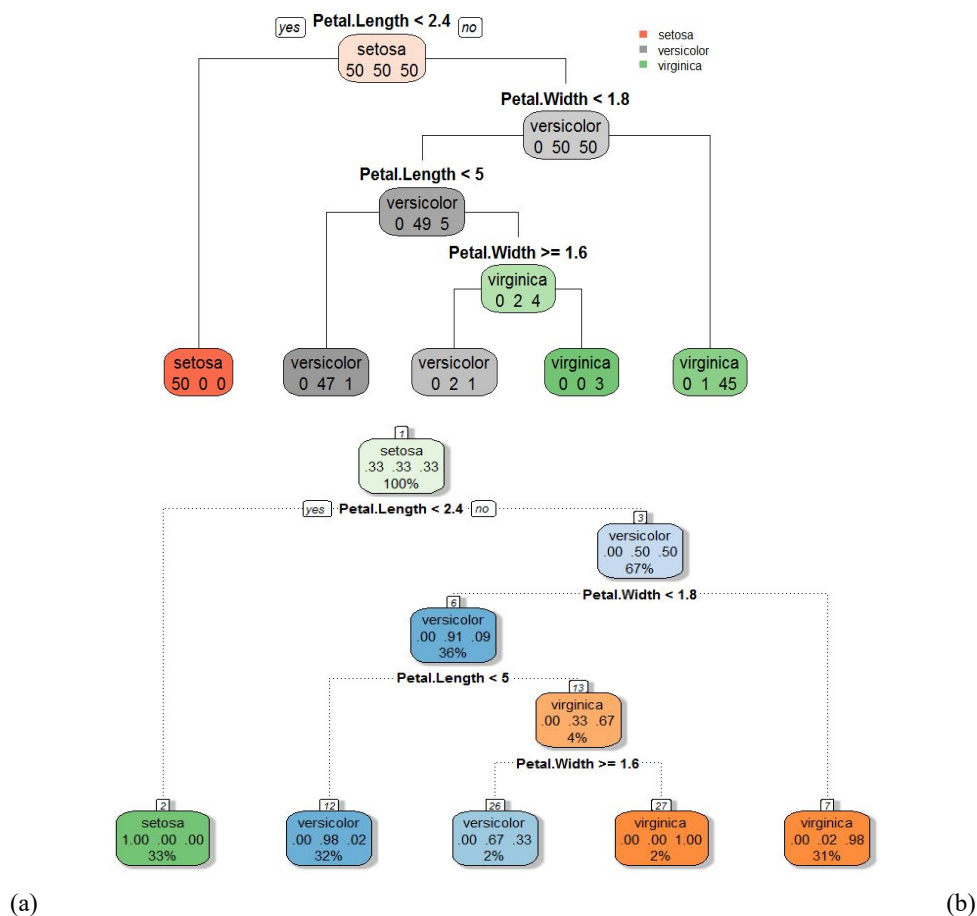 yes Petal.Length < 2.4 no
setosa
50 50 50
setosa
versicolor
virginica
Petal.Width < 1.8
versicolor
0 50 50
Petal.Length < 5
versicolor
0 49 5
Petal.Width >= 1.6
virginica
0 2 4
setosa
50 0 0
versicolor
0 47 1
versicolor
0 2 1
virginica
0 0 3
virginica
0 1 45
1
setosa
.33 .33 .33
100%
yes Petal.Length < 2.4 no
3
versicolor
.00 .50 .50
67%
Petal.Width < 1.8
6
versicolor
.00 .91 .09
36%
Petal.Length < 5
13
virginica
.00 .33 .67
4%
Petal.Width >= 1.6
2
setosa
1.00 .00 .00
33%
12
versicolor
.00 .98 .02
32%
26
versicolor
.00 .67 .33
2%
27
virginica
.00 .00 1.00
2%
7
virginica
.00 .02 .98
31%
(a) (b)